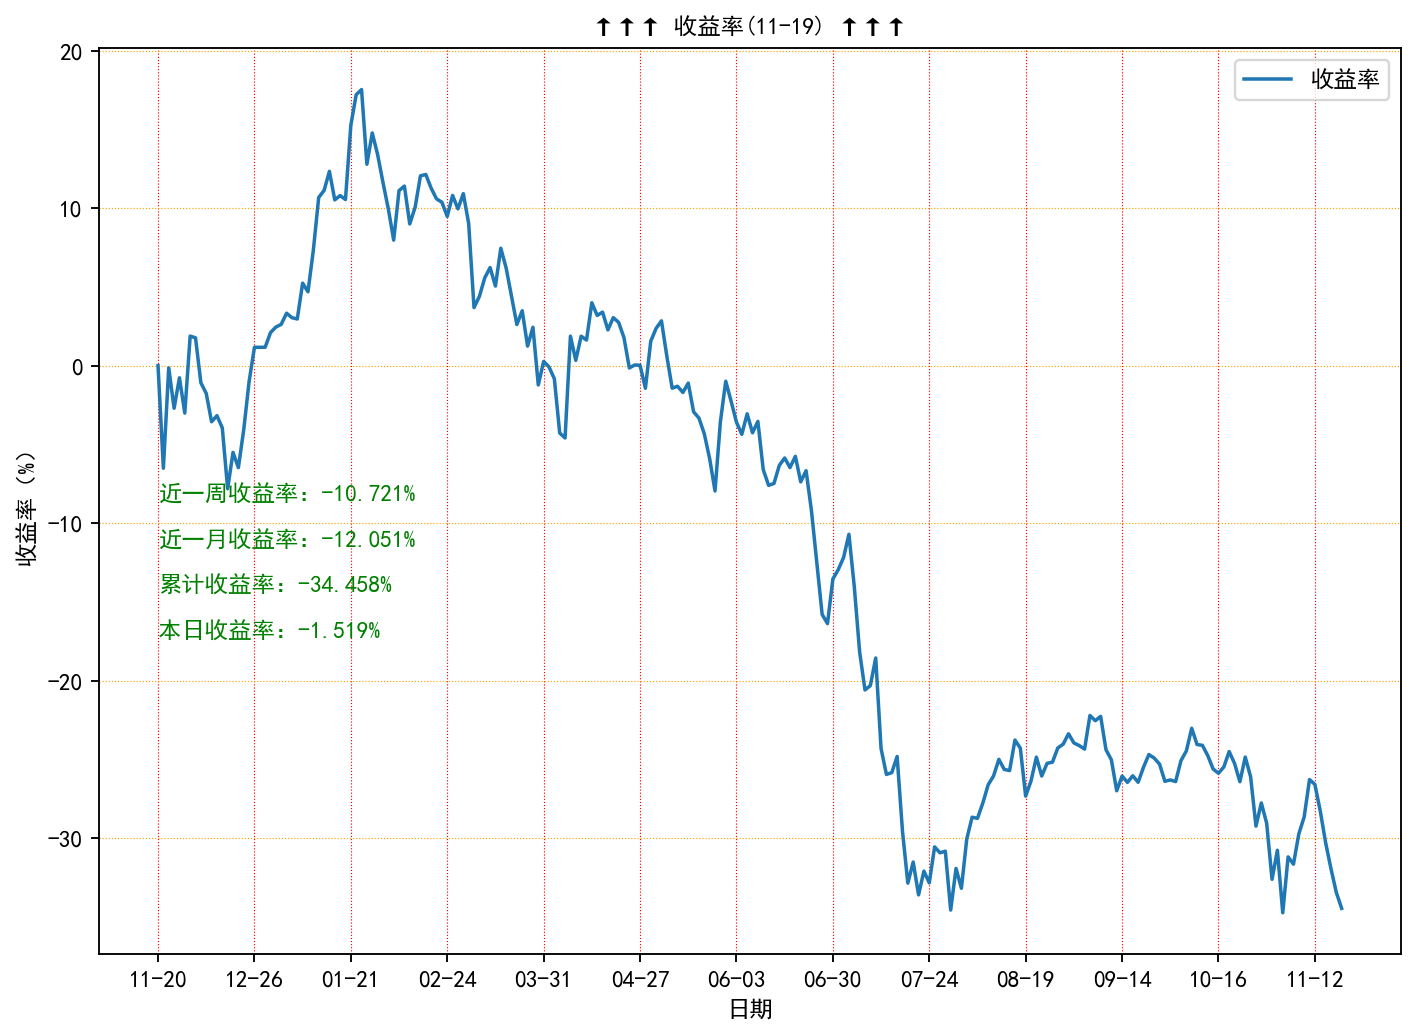 ↑↑↑ 收益率(11-19) ↑↑↑
收益率
20
10
0
-10
-20
-30
收益率 (%)
近一周收益率：-10.721%
近一月收益率：-12.051%
累计收益率：-34.458%
本日收益率：-1.519%
11-20 12-26 01-21 02-24 03-31 04-27 06-03 06-30 07-24 08-19 09-14 10-16 11-12
日期